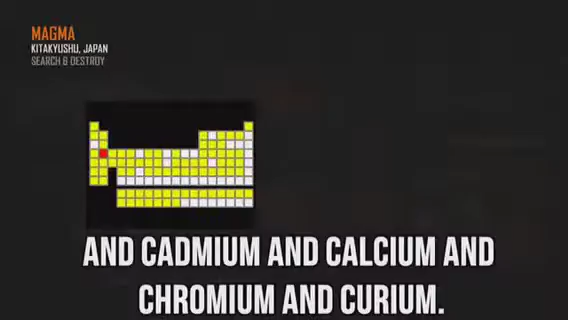 MAGMA
KITAKYUSHU, JAPAN
SEARCH & DESTROY
AND CADMIUM AND CALCIUM AND
CHROMIUM AND CURIUM.